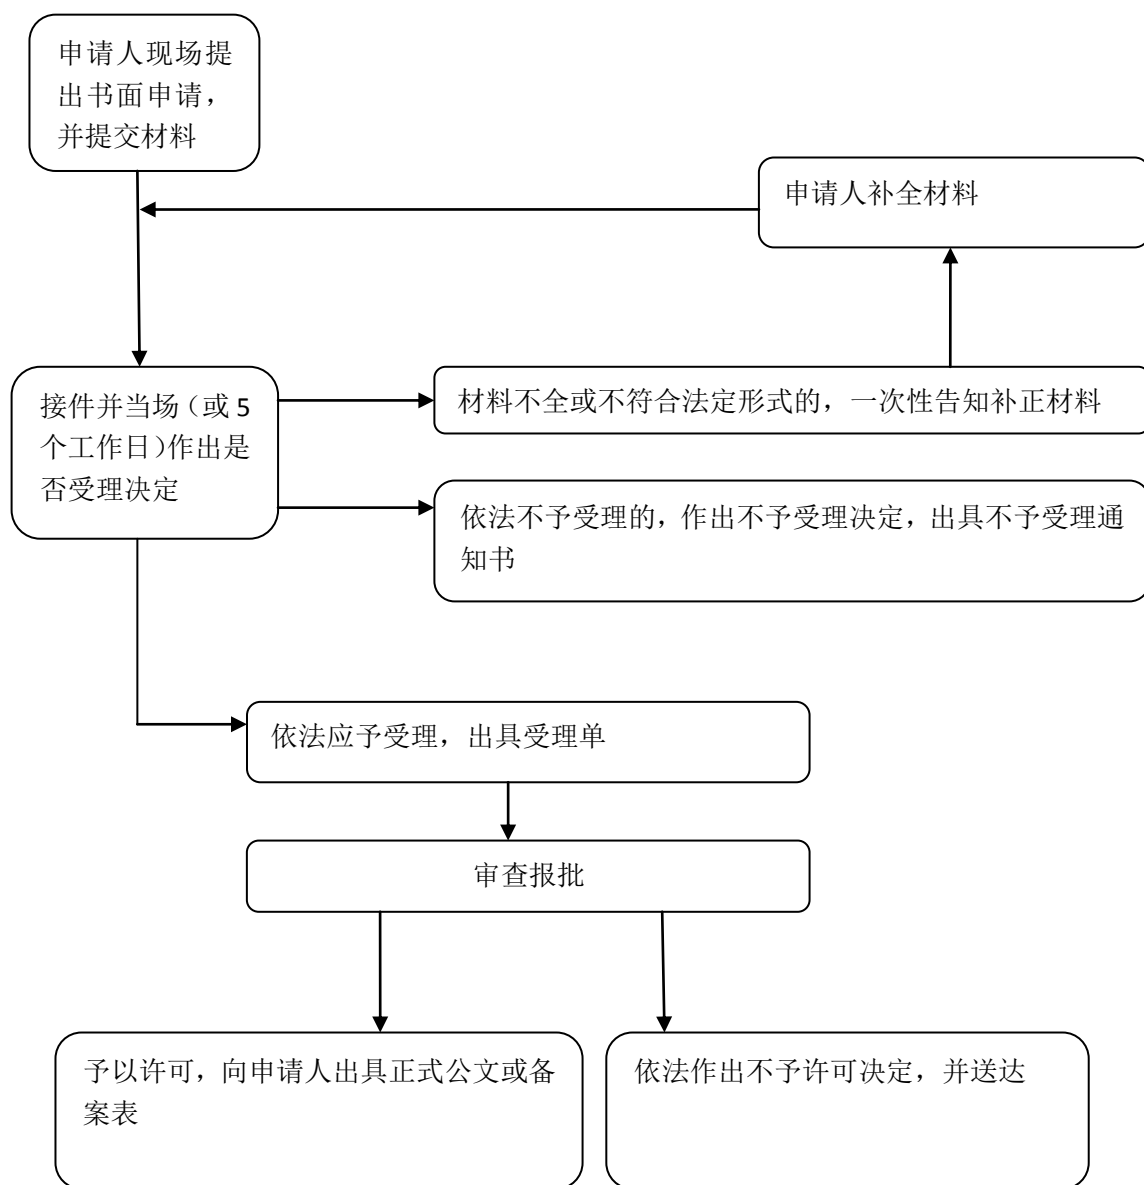 申请人现场提
出书面申请，
并提交材料
申请人补全材料
接件并当场（或 5
个工作日）作出是
否受理决定
材料不全或不符合法定形式的，一次性告知补正材料
依法不予受理的，作出不予受理决定，出具不予受理通
知书
依法应予受理，出具受理单
审查报批
予以许可，向申请人出具正式公文或备
案表
依法作出不予许可决定，并送达